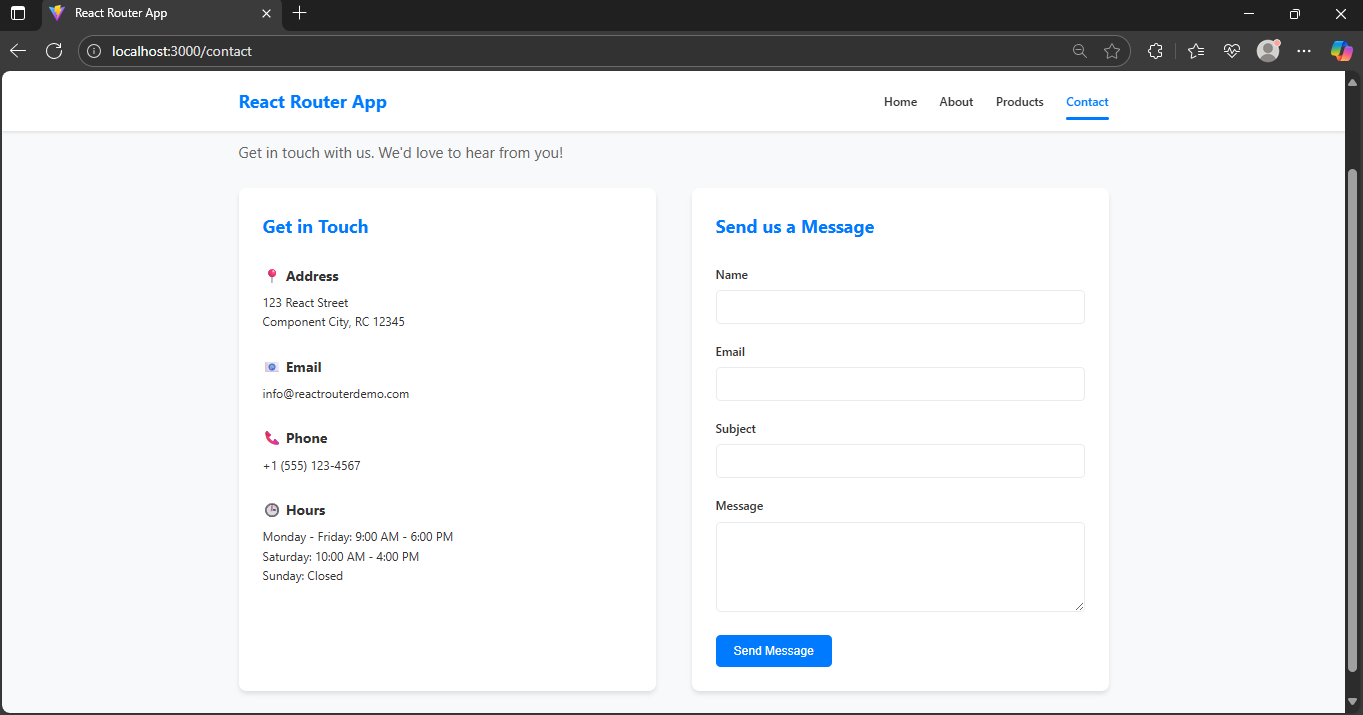 React Router App
localhost:3000/contact
React Router App
Home About Products Contact
Get in touch with us. We'd love to hear from you!
Get in Touch
Address
123 React Street
Component City, RC 12345
Email
info@reactrouterdemo.com
Phone
+1 (555) 123-4567
Hours
Monday - Friday: 9:00 AM - 6:00 PM
Saturday: 10:00 AM - 4:00 PM
Sunday: Closed
Send us a Message
Name
Email
Subject
Message
Send Message